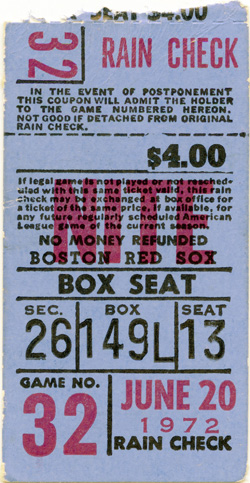 BOX SEAT $4.00
32 RAIN CHECK
IN THE EVENT OF POSTPONEMENT
THIS COUPON WILL ADMIT THE HOLDER
TO THE GAME NUMBERED HEREON.
NOT GOOD IF DETACHED FROM ORIGINAL
RAIN CHECK.
$4.00
If legal game is not played or not resched-
uled with this same ticket valid, this rain
check may be exchanged at box office for
a ticket of the same price, if available, for
any future regularly scheduled American
League game of the current season.
NITE
NO MONEY REFUNDED
BOSTON RED SOX
BOX SEAT
SEC. BOX SEAT
26 149L 13
GAME NO. JUNE 20
32 1972
RAIN CHECK